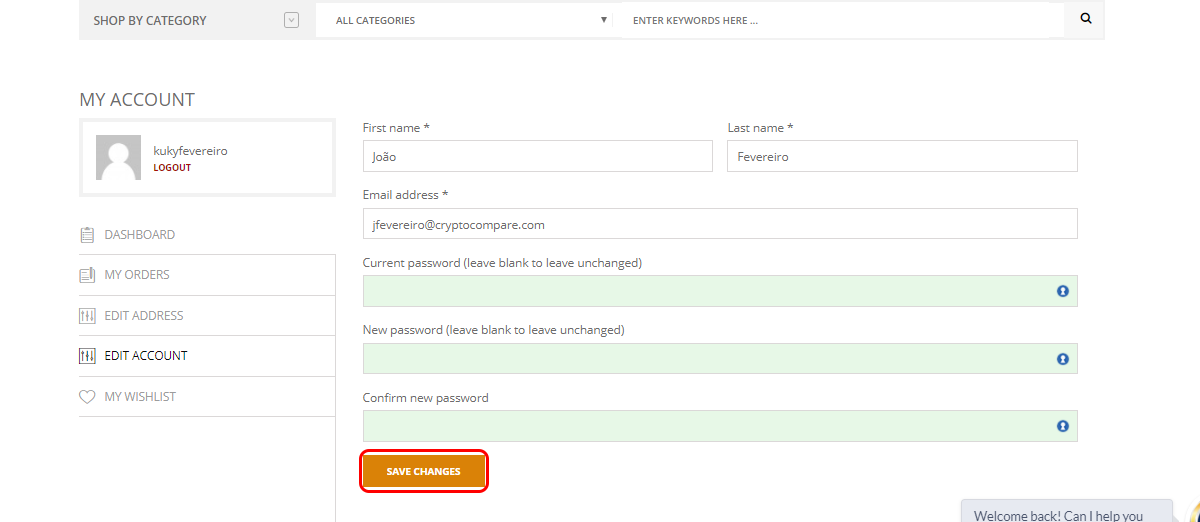 SHOP BY CATEGORY
ALL CATEGORIES
ENTER KEYWORDS HERE ...
MY ACCOUNT
kukyfevereiro
LOGOUT
DASHBOARD
MY ORDERS
EDIT ADDRESS
EDIT ACCOUNT
MY WISHLIST
First name *
Last name *
João
Fevereiro
Email address *
jfevereiro@cryptocompare.com
Current password (leave blank to leave unchanged)
New password (leave blank to leave unchanged)
Confirm new password
SAVE CHANGES
Welcome back! Can I help you